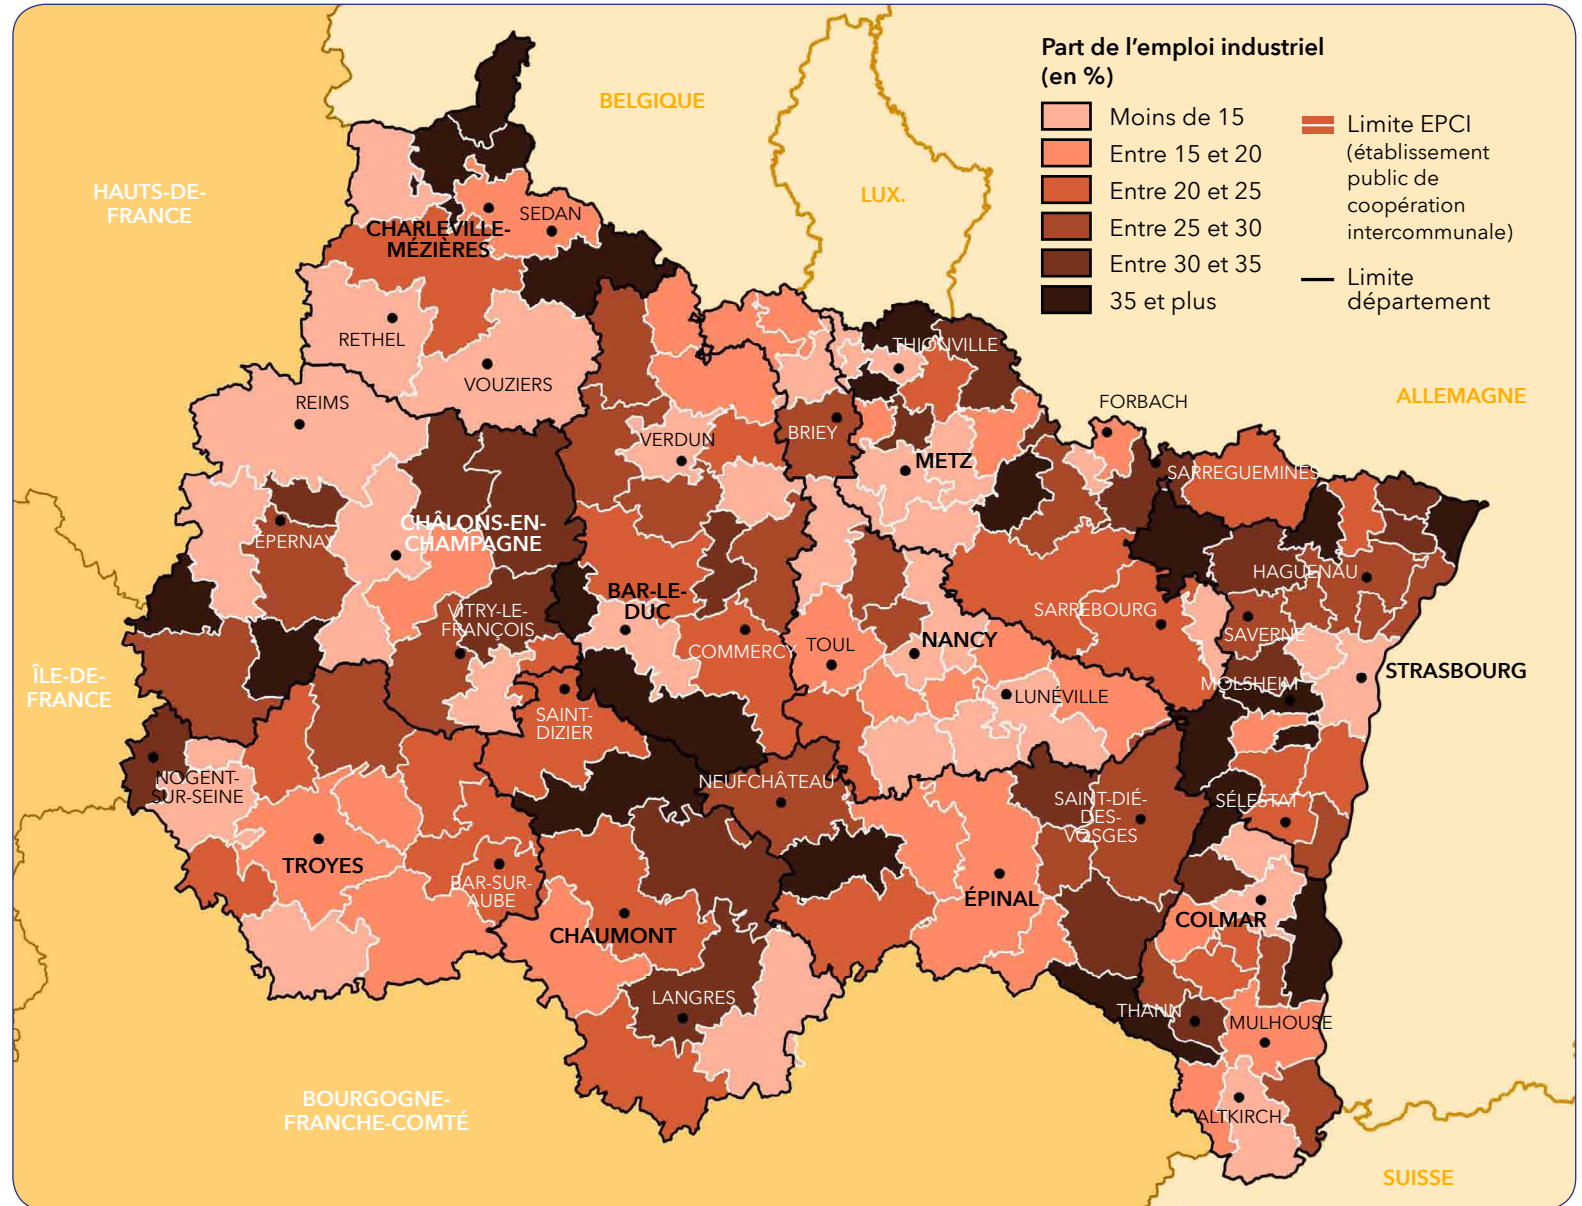 Part de l’emploi industriel
(en %)
Moins de 15
Entre 15 et 20
Entre 20 et 25
Entre 25 et 30
Entre 30 et 35
35 et plus
Limite EPCI
(établissement
public de
coopération
intercommunale)
Limite
département
BELGIQUE
LUX.
HAUTS-DE-
FRANCE
ALLEMAGNE
ÎLE-DE-
FRANCE
BOURGOGNE-
FRANCHE-COMTÉ
SUISSE
SEDAN
CHARLEVILLE-
MÉZIÈRES
RETHEL
VOUZIERS
THIONVILLE
REIMS
FORBACH
VERDUN
BRIEY
METZ
SARREGUEMINES
CHÂLONS-EN-
CHAMPAGNE
ÉPERNAY
HAGUENAU
BAR-LE-
DUC
VITRY-LE-
FRANÇOIS
SARREBOURG
SAVERNE
COMMERCY
TOUL
NANCY
STRASBOURG
MOLSHEIM
LUNÉVILLE
SAINT-
DIZIER
NOGENT-
SUR-SEINE
NEUFCHÂTEAU
SAINT-DIÉ-
DES-
VOSGES
SÉLESTAT
TROYES
BAR-SUR-
AUBE
ÉPINAL
COLMAR
CHAUMONT
LANGRES
THANN
MULHOUSE
ALTKIRCH